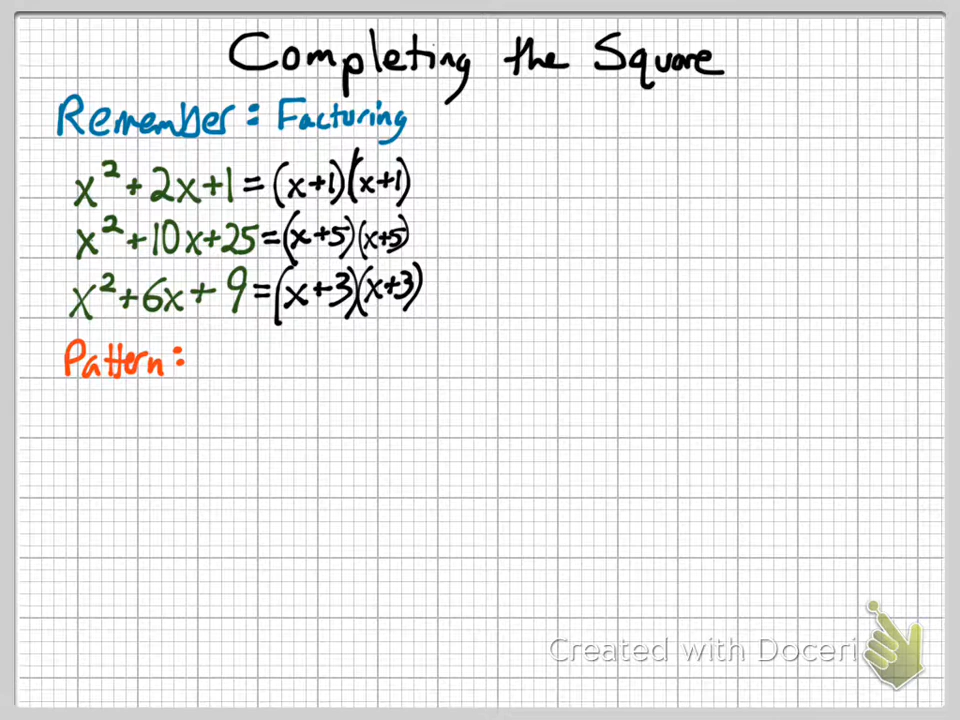 Completing the Square
Remember: Facturing
x² + 2x + 1 = (x+1)(x+1)
x² + 10x + 25 = (x+5)(x+5)
x² + 6x + 9 = (x+3)(x+3)
Pattern:
Created with Doceri